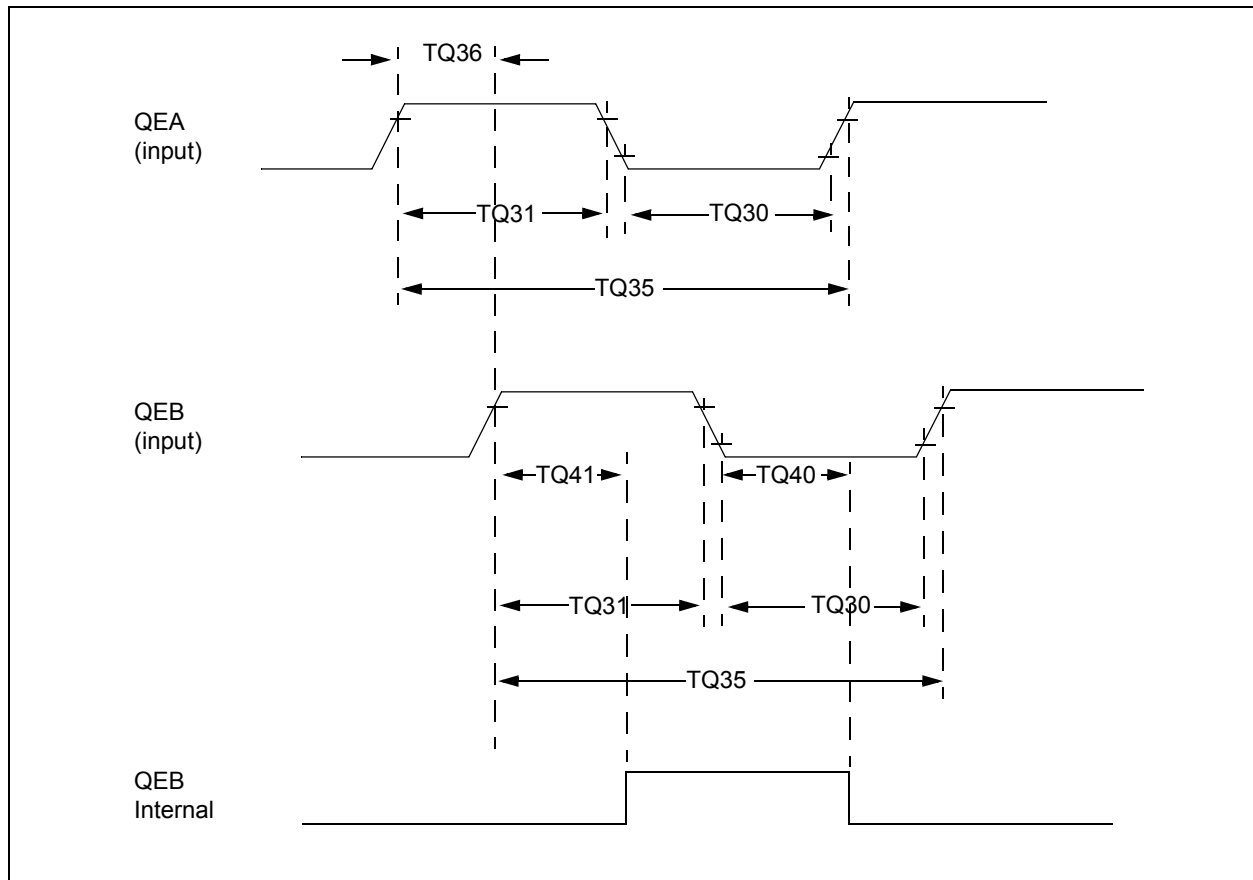 TQ36
QEA
(input)
TQ31
TQ30
TQ35
QEB
(input)
TQ41
TQ40
TQ31
TQ30
TQ35
QEB
Internal